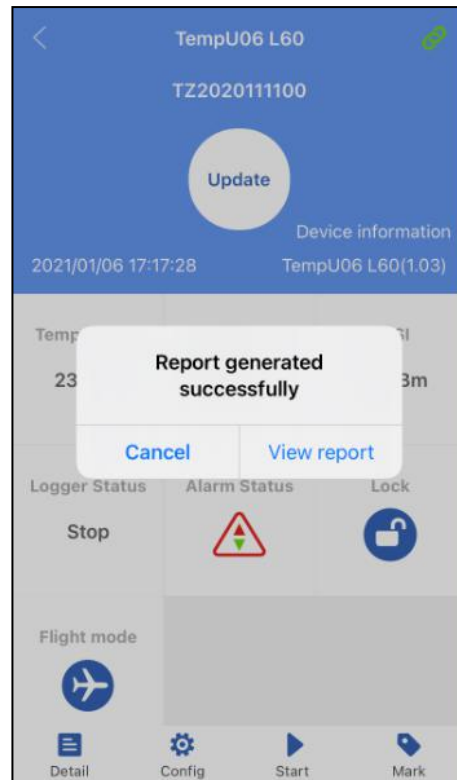 TempU06 L60
TZ2020111100
Update
Device information
2021/01/06 17:17:28 TempU06 L60(1.03)
Report generated
successfully
Cancel View report
Logger Status Alarm Status Lock
Stop
Flight mode
Detail Config Start Mark